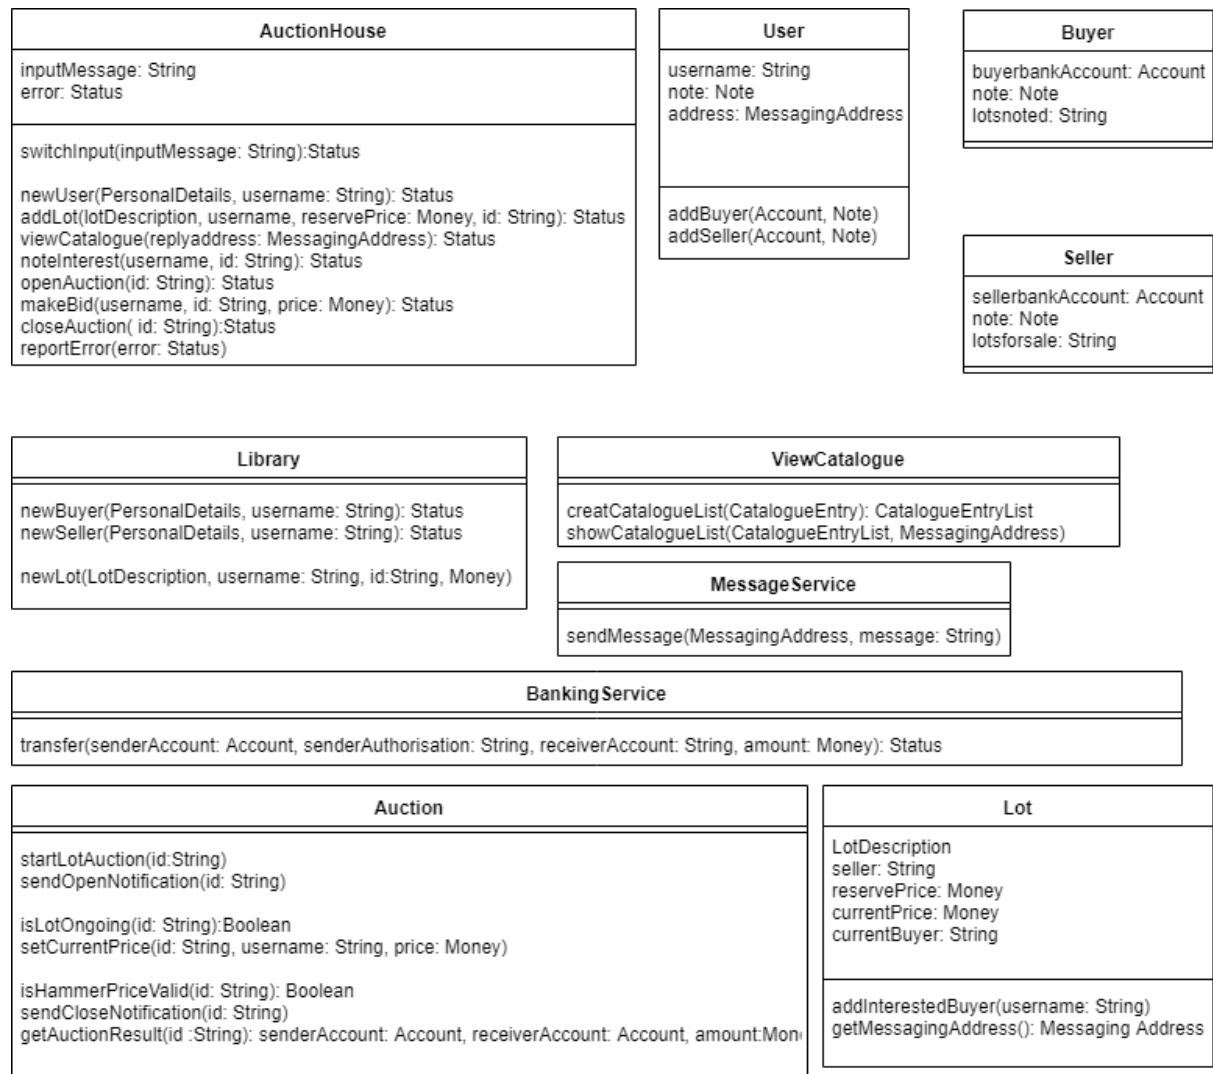 AuctionHouse
inputMessage: String
error: Status
switchInput(inputMessage: String):Status
newUser(PersonalDetails, username: String): Status
addLot(lotDescription, username, reservePrice: Money, id: String): Status
viewCatalogue(replyaddress: MessagingAddress): Status
noteInterest(username, id: String): Status
openAuction(id: String): Status
makeBid(username, id: String, price: Money): Status
closeAuction( id: String):Status
reportError(error: Status)
User
username: String
note: Note
address: MessagingAddress
addBuyer(Account, Note)
addSeller(Account, Note)
Buyer
buyerbankAccount: Account
note: Note
lotsnoted: String
Seller
sellerbankAccount: Account
note: Note
lotsforsale: String
Library
newBuyer(PersonalDetails, username: String): Status
newSeller(PersonalDetails, username: String): Status
newLot(LotDescription, username: String, id:String, Money)
ViewCatalogue
creatCatalogueList(CatalogueEntry): CatalogueEntryList
showCatalogueList(CatalogueEntryList, MessagingAddress)
MessageService
sendMessage(MessagingAddress, message: String)
BankingService
transfer(senderAccount: Account, senderAuthorisation: String, receiverAccount: String, amount: Money): Status
Auction
startLotAuction(id:String)
sendOpenNotification(id: String)
isLotOngoing(id: String):Boolean
setCurrentPrice(id: String, username: String, price: Money)
isHammerPriceValid(id: String): Boolean
sendCloseNotification(id: String)
getAuctionResult(id :String): senderAccount: Account, receiverAccount: Account, amount:Mon
Lot
LotDescription
seller: String
reservePrice: Money
currentPrice: Money
currentBuyer: String
addInterestedBuyer(username: String)
getMessagingAddress(): Messaging Address